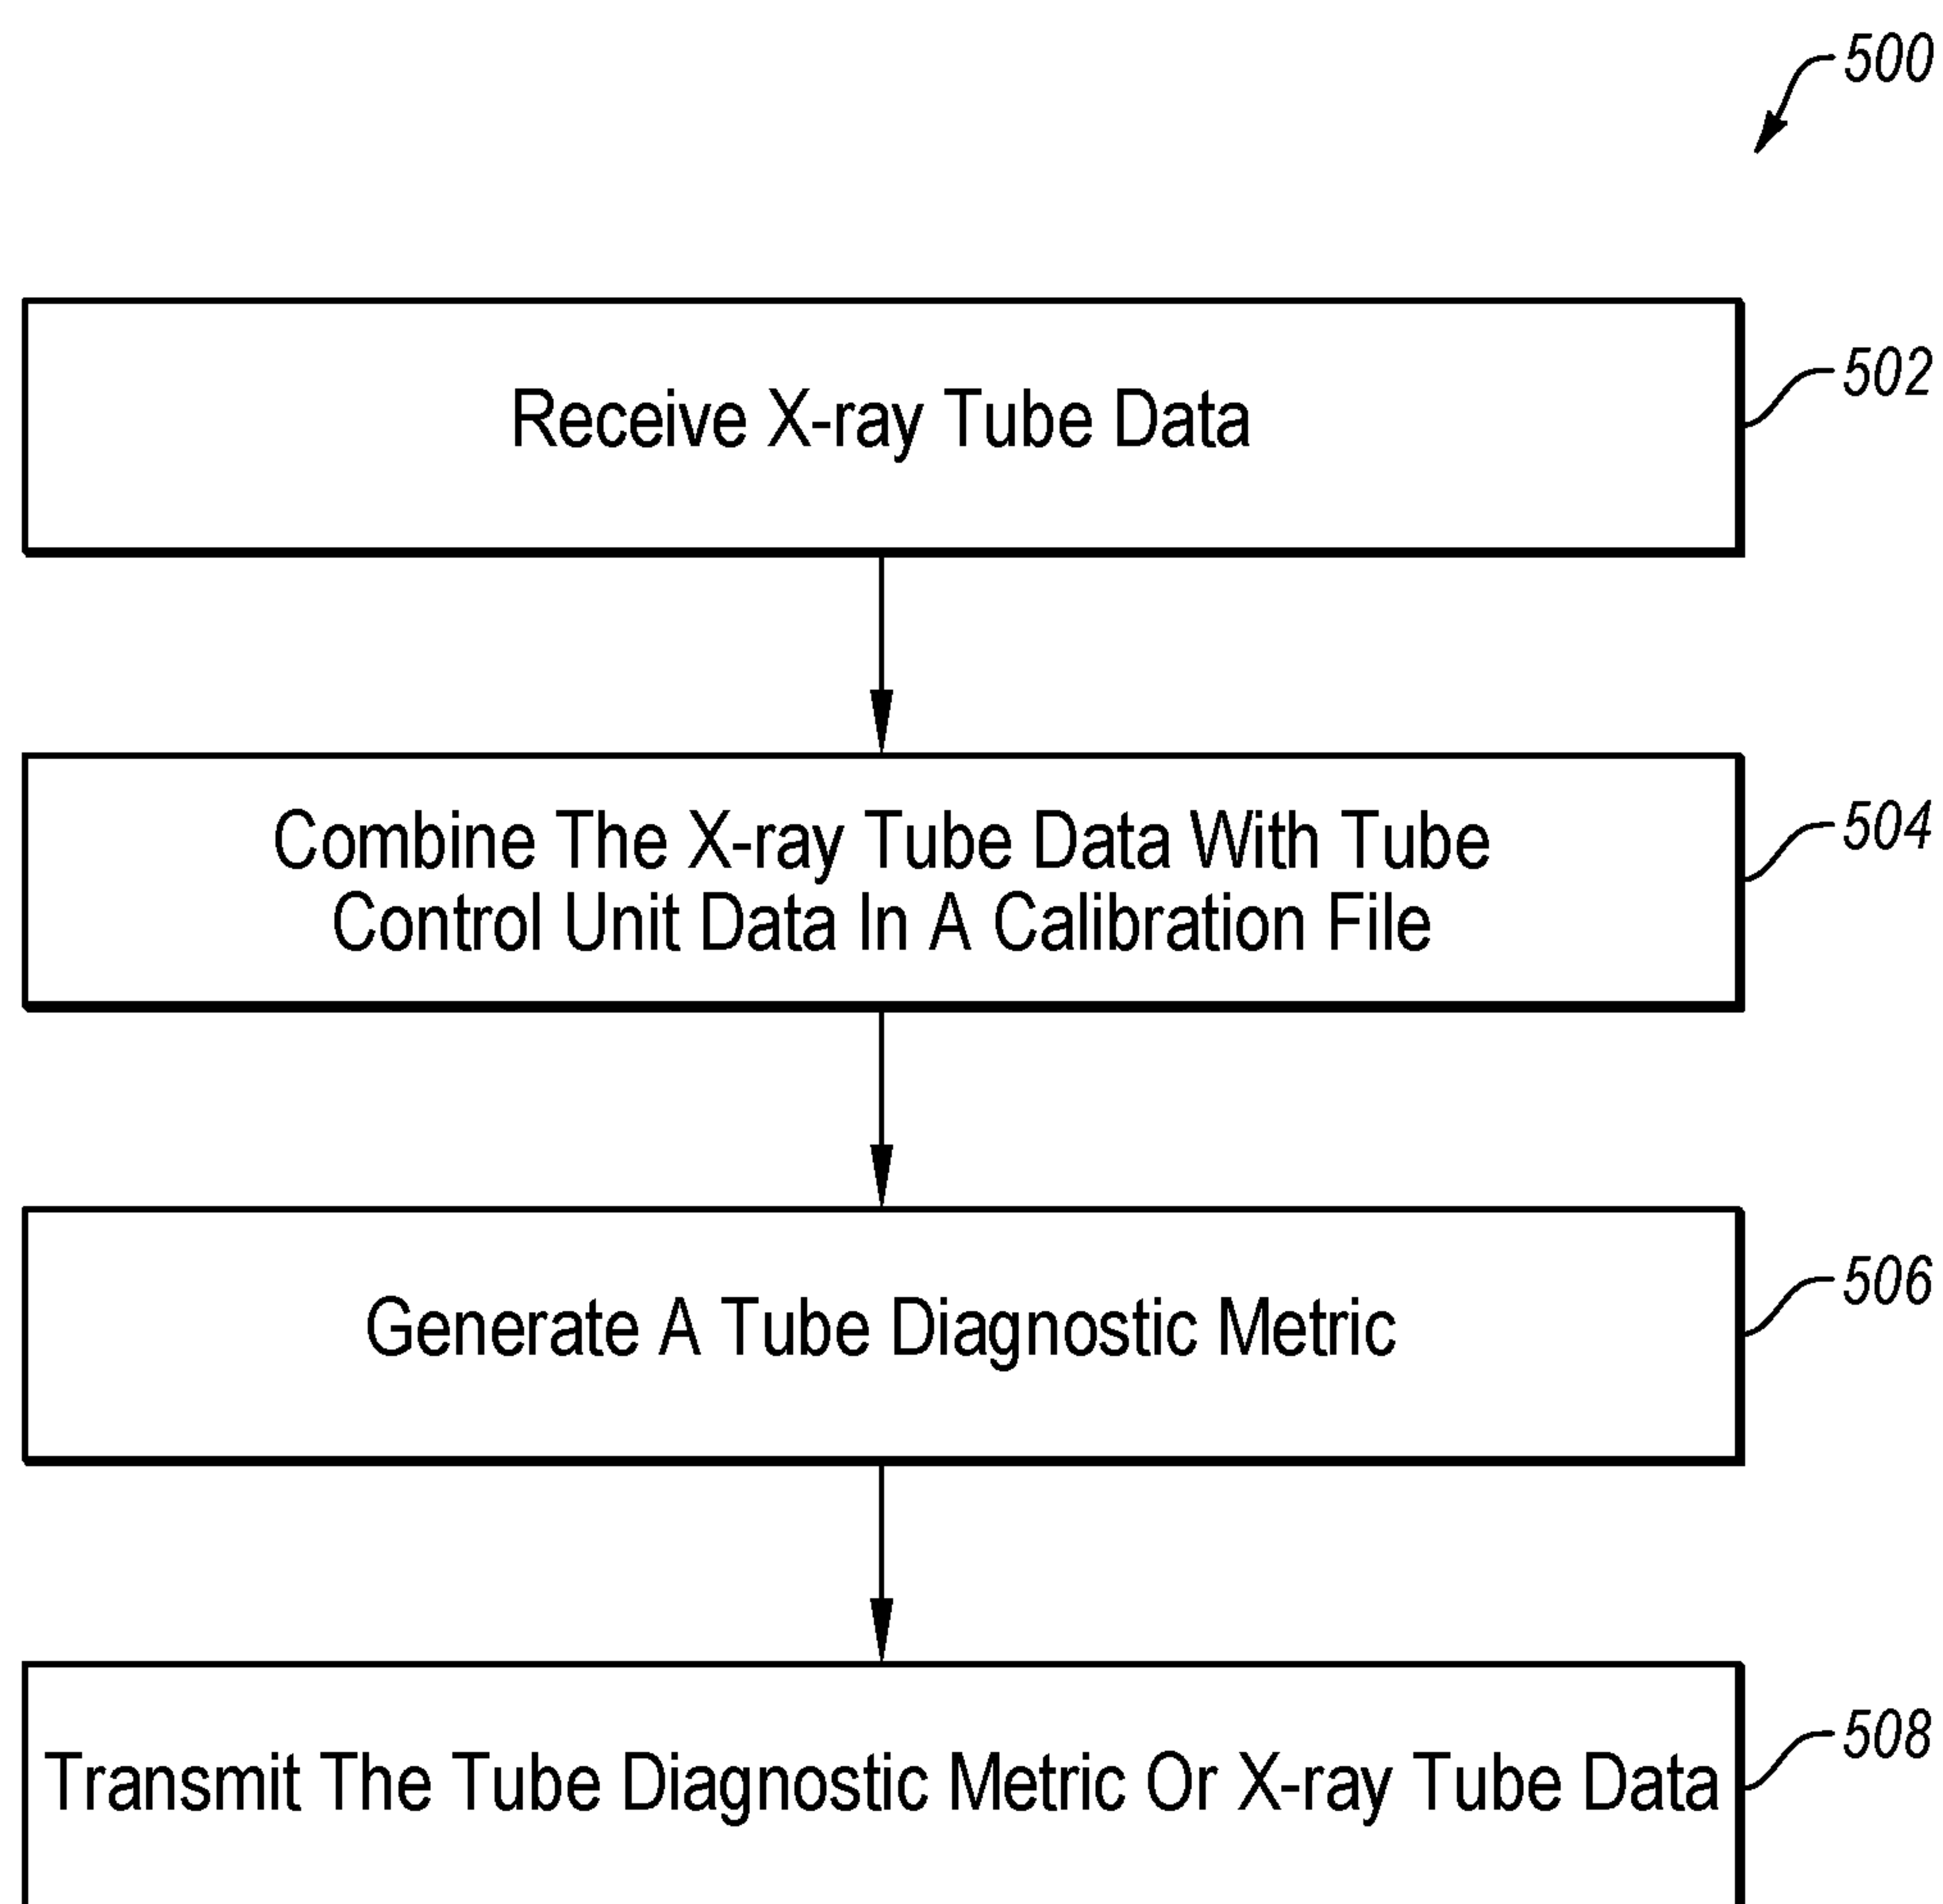 500
Receive X-ray Tube Data
502
Combine The X-ray Tube Data With Tube
Control Unit Data In A Calibration File
504
Generate A Tube Diagnostic Metric
506
Transmit The Tube Diagnostic Metric Or X-ray Tube Data
508